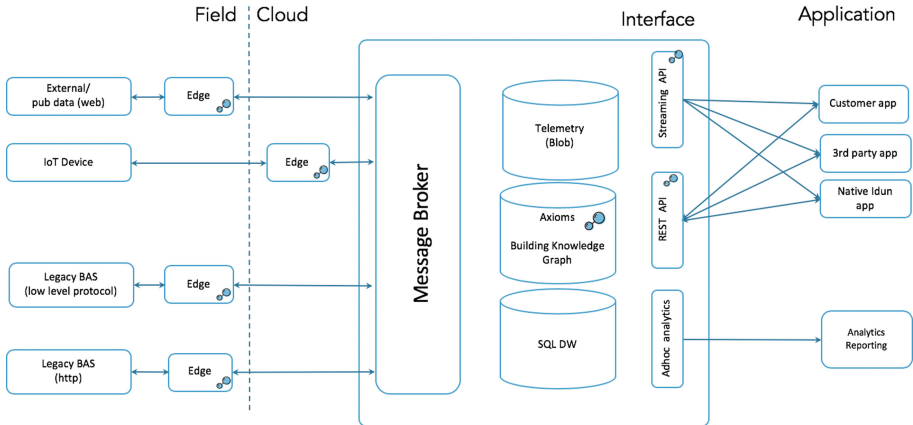 Field
Cloud
Interface
Application
External/
pub data (web)
Edge
IoT Device
Edge
Legacy BAS
(low level protocol)
Edge
Legacy BAS
(http)
Edge
Message Broker
Telemetry
(Blob)
Axioms
Building Knowledge
Graph
SQL DW
Streaming API
REST API
Adhoc analytics
Customer app
3rd party app
Native Idun
app
Analytics
Reporting